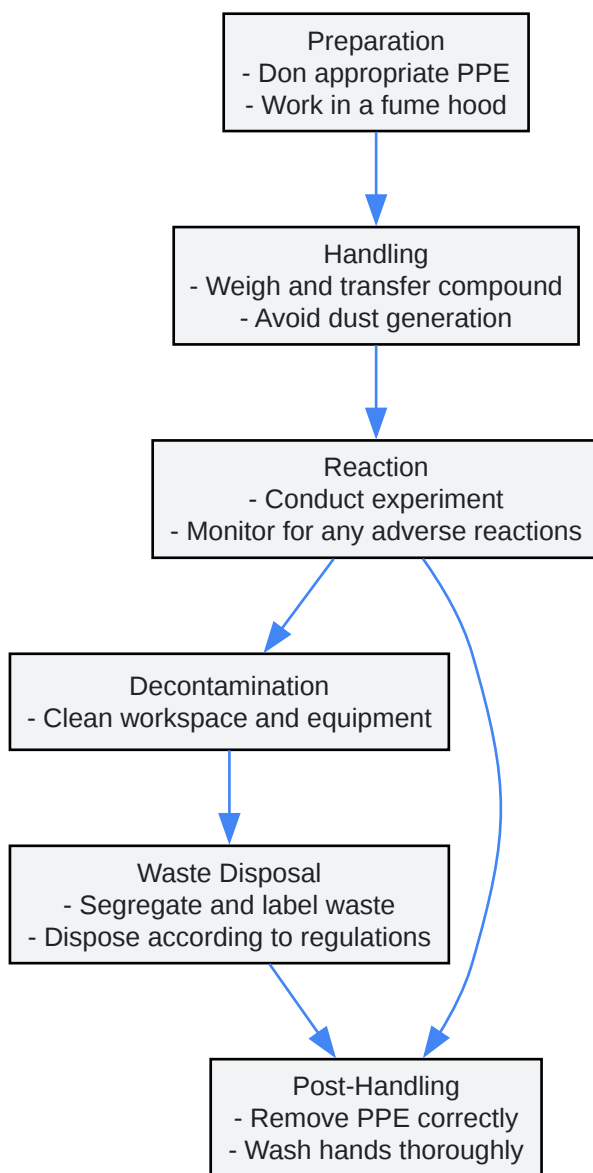 Preparation
- Don appropriate PPE
- Work in a fume hood
Handling
- Weigh and transfer compound
- Avoid dust generation
Reaction
- Conduct experiment
- Monitor for any adverse reactions
Decontamination
- Clean workspace and equipment
Waste Disposal
- Segregate and label waste
- Dispose according to regulations
Post-Handling
- Remove PPE correctly
- Wash hands thoroughly